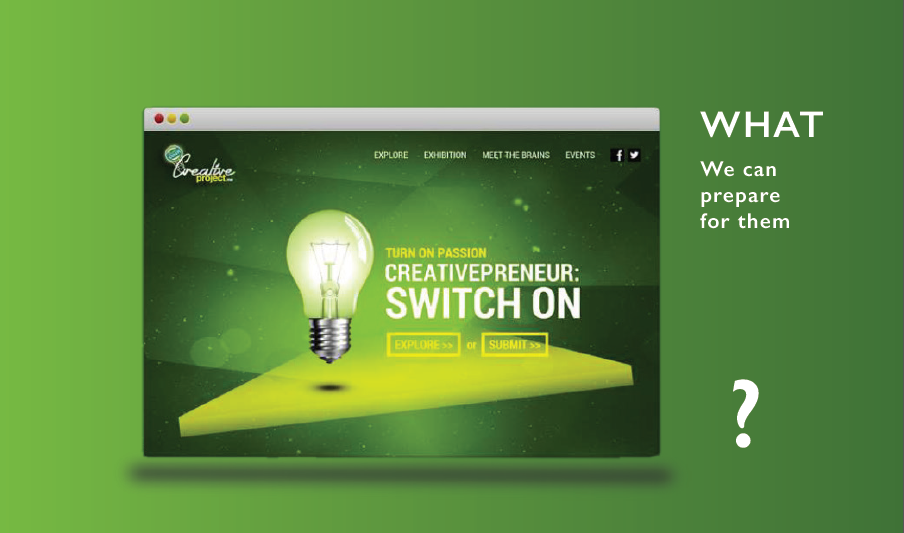 WHAT
We can
prepare
for them
?
Creative
project
EXPLORE EXHIBITION MEET THE BRAINS EVENTS f
TURN ON PASSION
CREATIVEPRENEUR:
SWITCH ON
EXPLORE >> or SUBMIT >>